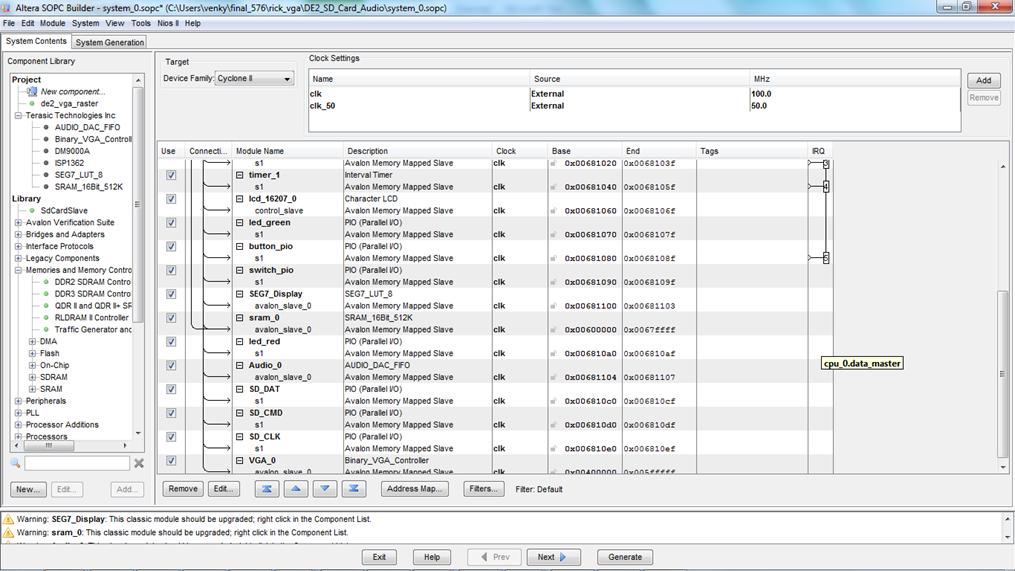 Altera SOPC Builder - system_0.sopc* (C:\Users\venky\final_576\rick_vga\DE2_SD_Card_Audio\system_0.sopc)
File Edit Module System View Tools Nios II Help
System Contents System Generation
Component Library
Project
New component...
de2_vga_raster
Terasic Technologies Inc
AUDIO_DAC_FIFO
Binary_VGA_Controll
DM9000A
ISP1362
SEG7_LUT_8
SRAM_16Bit_512K
Library
SdCardSlave
Avalon Verification Suite
Bridges and Adapters
Interface Protocols
Legacy Components
Memories and Memory Contro
DDR2 SDRAM Contro
DDR3 SDRAM Contro
QDR II and QDR II+ SR
RLDRAM II Controller
Traffic Generator and
DMA
Flash
On-Chip
SDRAM
SRAM
Peripherals
PLL
Processor Additions
Processors
New... Edit... Add...
Target
Device Family: Cyclone II
Clock Settings
Name Source MHz
clk External 100.0
clk_50 External 50.0
Add
Remove
Use Connecti... Module Name Description Clock Base End Tags IRQ
s1 Avalon Memory Mapped Slave clk 0x00681020 0x0068103f 3
timer_1 Interval Timer
s1 Avalon Memory Mapped Slave clk 0x00681040 0x0068105f 4
lcd_16207_0 Character LCD
control_slave Avalon Memory Mapped Slave clk 0x00681060 0x0068106f
led_green PIO (Parallel I/O)
s1 Avalon Memory Mapped Slave clk 0x00681070 0x0068107f
button_pio PIO (Parallel I/O)
s1 Avalon Memory Mapped Slave clk 0x00681080 0x0068108f 5
switch_pio PIO (Parallel I/O)
s1 Avalon Memory Mapped Slave clk 0x00681090 0x0068109f
SEG7_Display SEG7_LUT_8
avalon_slave_0 Avalon Memory Mapped Slave clk 0x00681100 0x00681103
sram_0 SRAM_16Bit_512K
avalon_slave_0 Avalon Memory Mapped Slave clk 0x00600000 0x0067ffff
led_red PIO (Parallel I/O)
s1 Avalon Memory Mapped Slave clk 0x006810a0 0x006810af
Audio_0 AUDIO_DAC_FIFO
avalon_slave_0 Avalon Memory Mapped Slave clk 0x00681104 0x00681107
SD_DAT PIO (Parallel I/O)
s1 Avalon Memory Mapped Slave clk 0x006810c0 0x006810cf
SD_CMD PIO (Parallel I/O)
s1 Avalon Memory Mapped Slave clk 0x006810d0 0x006810df
SD_CLK PIO (Parallel I/O)
s1 Avalon Memory Mapped Slave clk 0x006810e0 0x006810ef
VGA_0 Binary_VGA_Controller
avalon_slave_0 Avalon Memory Mapped Slave clk 0x00400000 0x005fffff
cpu_0.data_master
Remove Edit... Address Map... Filters... Filter: Default
Warning: SEG7_Display: This classic module should be upgraded; right click in the Component List.
Warning: sram_0: This classic module should be upgraded; right click in the Component List.
Exit Help Prev Next Generate